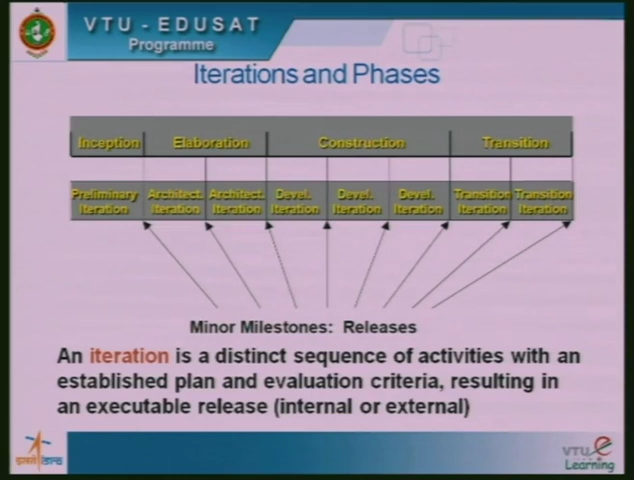 VTU - EDUSAT
Programme
Iterations and Phases
Inception Elaboration Construction Transition
Preliminary Architect. Architect. Devel. Devel. Devel. Transition Transition
Iteration Iteration Iteration Iteration Iteration Iteration Iteration Iteration
Minor Milestones: Releases
An iteration is a distinct sequence of activities with an
established plan and evaluation criteria, resulting in
an executable release (internal or external)
VTU e
Learning